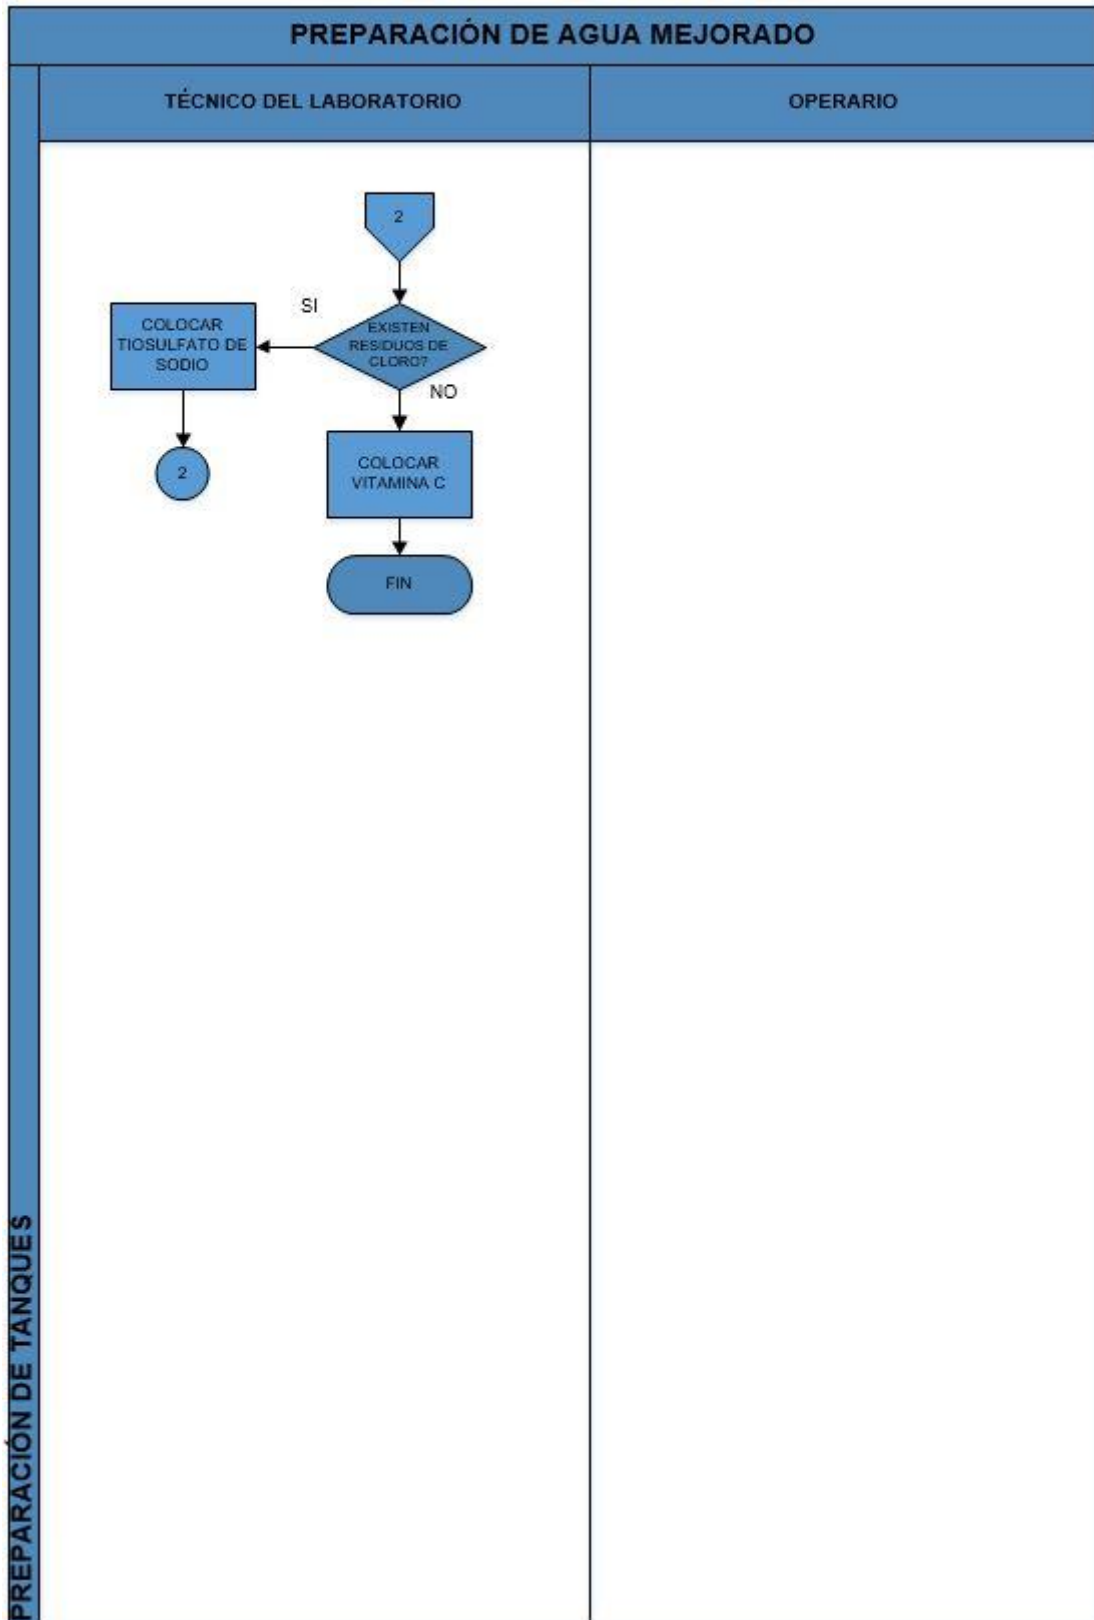 PREPARACIÓN DE AGUA MEJORADO
TÉCNICO DEL LABORATORIO
OPERARIO
2
SI
EXISTEN
RESIDUOS DE
CLORO?
COLOCAR
TIOSULFATO DE
SODIO
NO
2
COLOCAR
VITAMINA C
FIN
PREPARACIÓN DE TANQUES